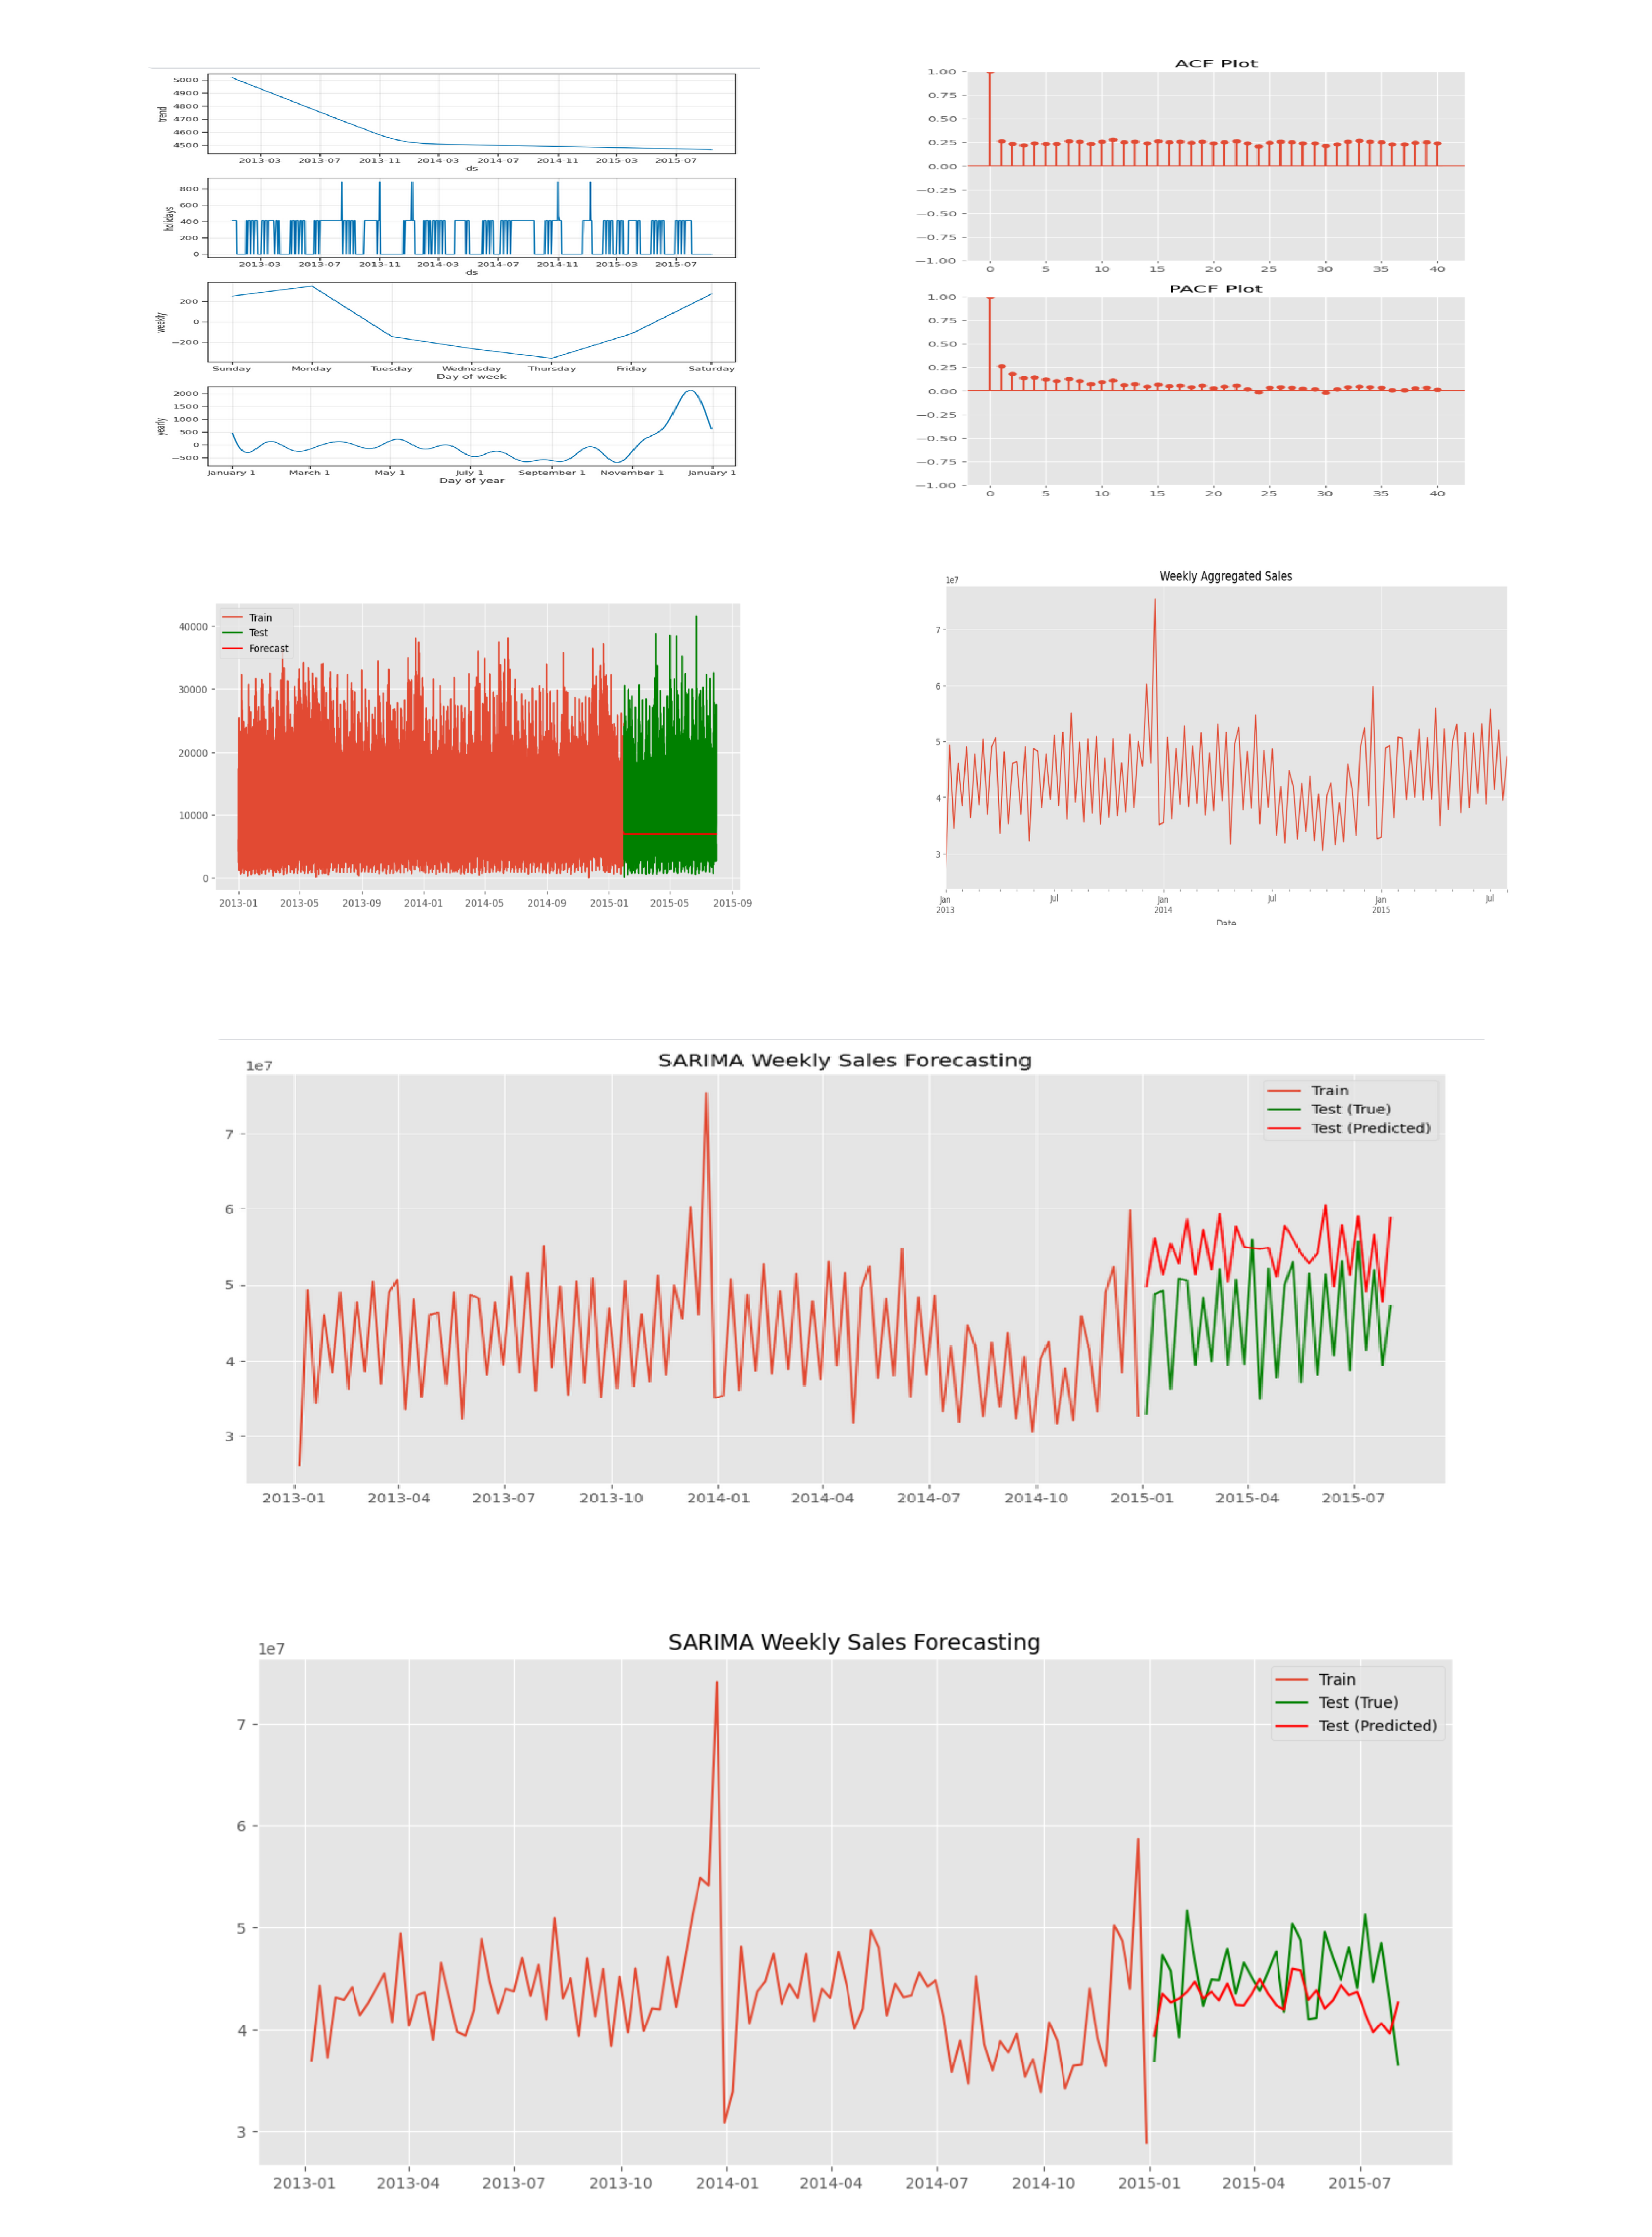 5000
4900
4800
4700
4600
4500
trend
2013-03 2013-07 2013-11 2014-03 2014-07 2014-11 2015-03 2015-07
ds
800
600
400
200
0
holidays
2013-03 2013-07 2013-11 2014-03 2014-07 2014-11 2015-03 2015-07
ds
200
0
−200
weekly
Sunday Monday Tuesday Wednesday Thursday Friday Saturday
Day of week
2000
1500
1000
500
0
−500
yearly
January 1 March 1 May 1 July 1 September 1 November 1 January 1
Day of year
ACF Plot
1.00
0.75
0.50
0.25
0.00
−0.25
−0.50
−0.75
−1.00
0 5 10 15 20 25 30 35 40
PACF Plot
1.00
0.75
0.50
0.25
0.00
−0.25
−0.50
−0.75
−1.00
0 5 10 15 20 25 30 35 40
Train
Test
Forecast
40000
30000
20000
10000
0
2013-01 2013-05 2013-09 2014-01 2014-05 2014-09 2015-01 2015-05 2015-09
Weekly Aggregated Sales
1e7
7
6
5
4
3
Jan Jul Jan Jul Jan Jul
2013 2014 2015
Date
SARIMA Weekly Sales Forecasting
1e7
Train
Test (True)
Test (Predicted)
7
6
5
4
3
2013-01 2013-04 2013-07 2013-10 2014-01 2014-04 2014-07 2014-10 2015-01 2015-04 2015-07
SARIMA Weekly Sales Forecasting
1e7
Train
Test (True)
Test (Predicted)
7
6
5
4
3
2013-01 2013-04 2013-07 2013-10 2014-01 2014-04 2014-07 2014-10 2015-01 2015-04 2015-07